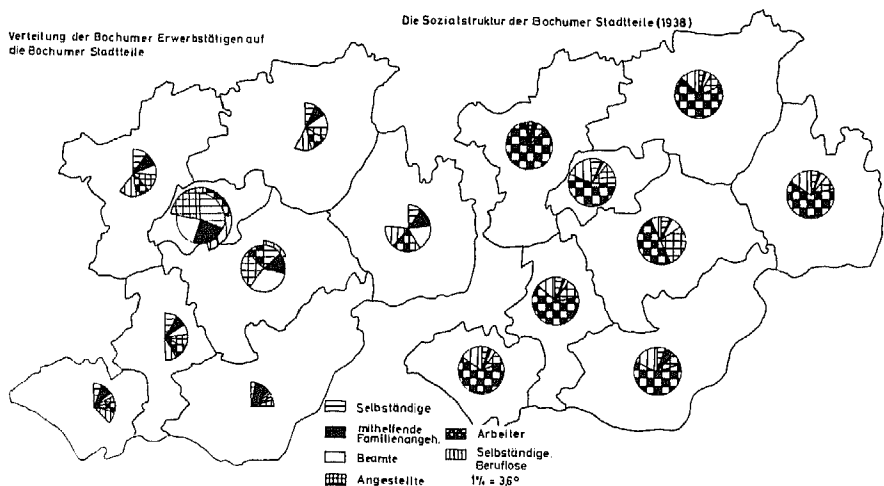 Verteilung der Bochumer Erwerbstätigen auf
die Bochumer Stadtteile
Die Sozialstruktur der Bochumer Stadtteile (1938)
Selbständige
mithelfende
Familienangeh.
Beamte
Angestellte
Arbeiter
Selbständige.
Beruflose
1% = 3,6°